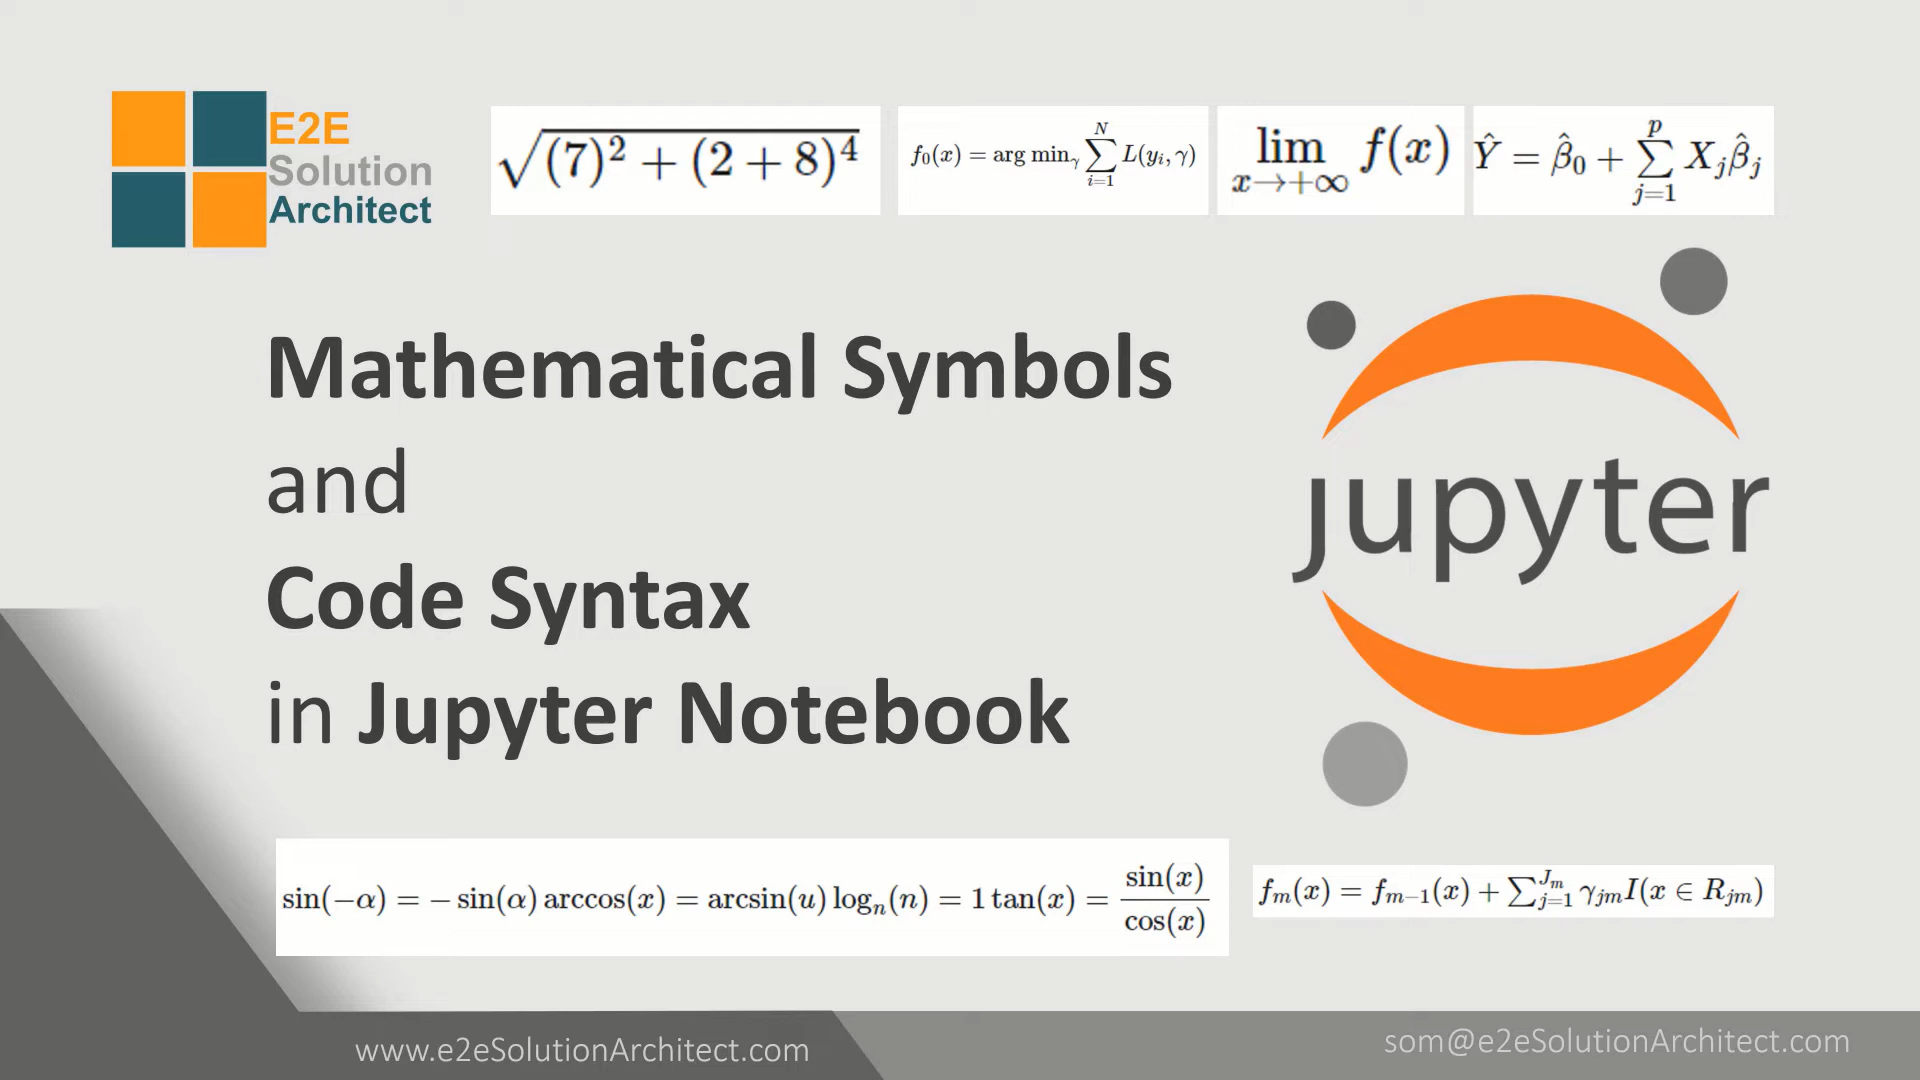 E2E
Solution
Architect
√(7)² + (2 + 8)⁴
f₀(x) = arg min_γ ∑_{i=1}^{N} L(y_i, γ)
lim_{x→+∞} f(x)
Ŷ = β̂₀ + ∑_{j=1}^{p} X_j β̂_j
Mathematical Symbols
and
Code Syntax
in Jupyter Notebook
jupyter
sin(−α) = − sin(α) arccos(x) = arcsin(u) log_n(n) = 1 tan(x) = sin(x)/cos(x)
f_m(x) = f_{m−1}(x) + ∑_{j=1}^{J_m} γ_{jm} I(x ∈ R_{jm})
www.e2eSolutionArchitect.com
som@e2eSolutionArchitect.com